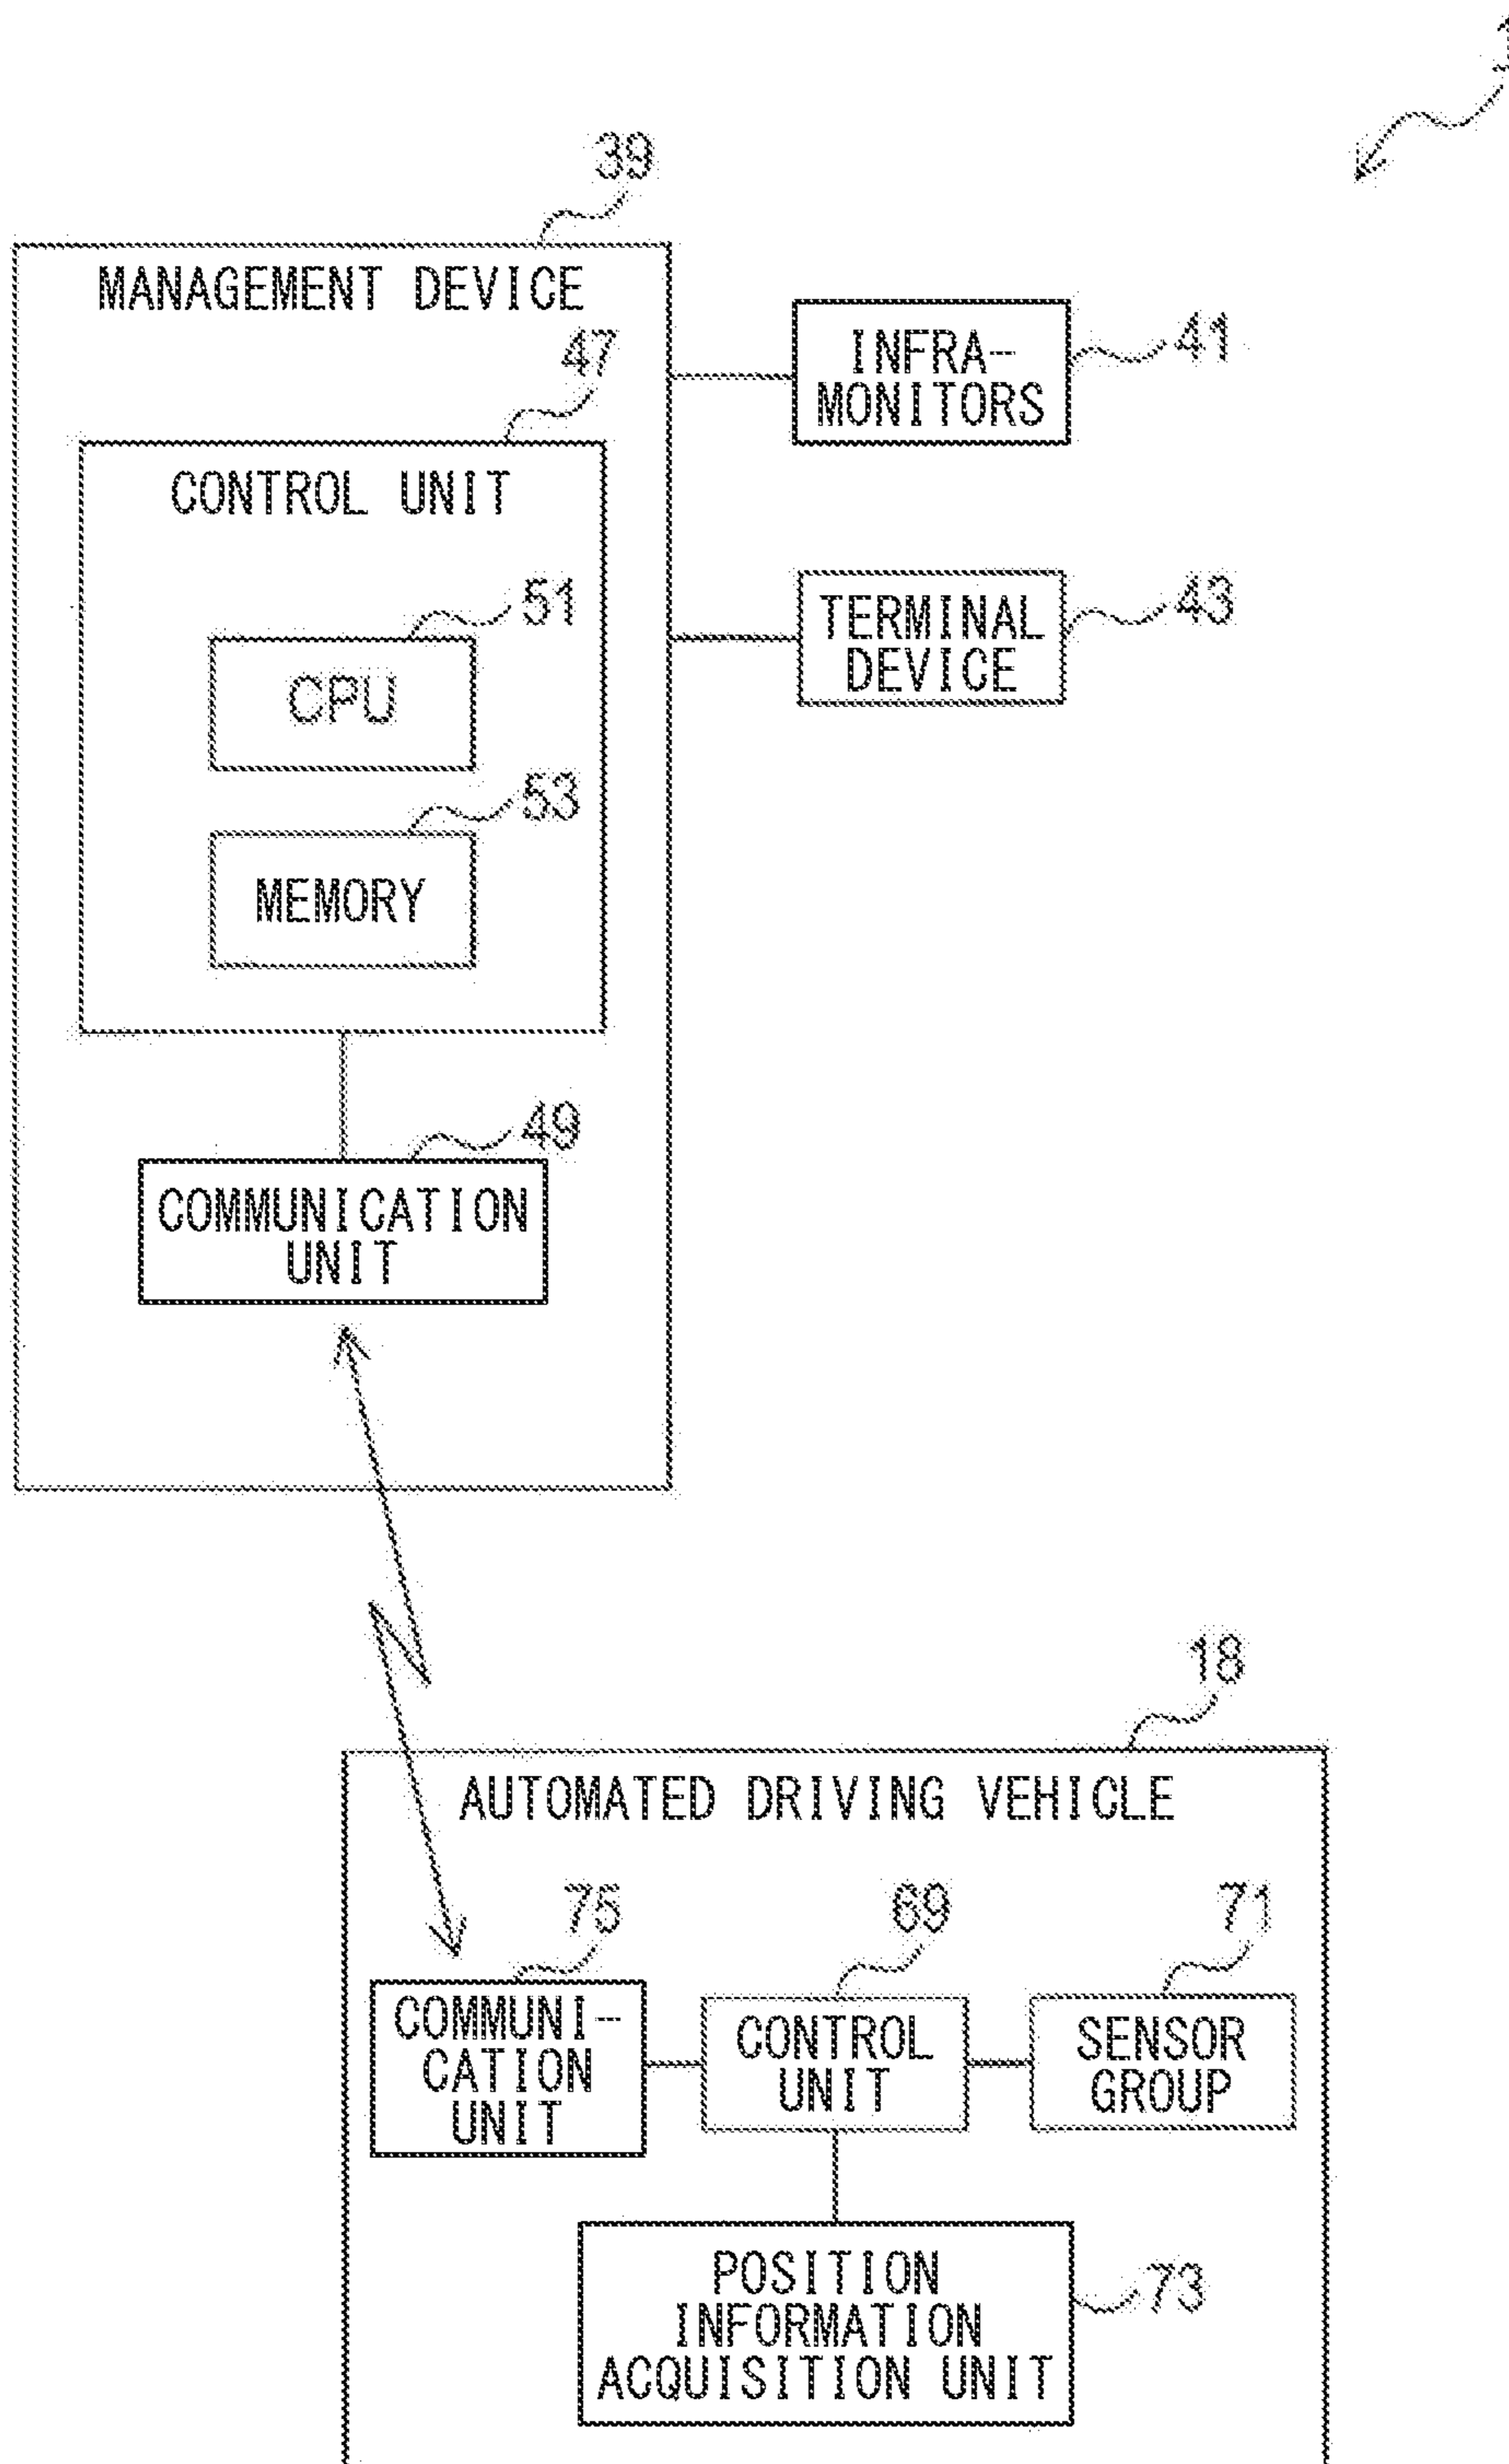 1
39
MANAGEMENT DEVICE
47
INFRA-
MONITORS
41
CONTROL UNIT
51
CPU
TERMINAL
DEVICE
43
53
MEMORY
49
COMMUNICATION
UNIT
18
AUTOMATED DRIVING VEHICLE
75
69
71
COMMUNI-
CATION
UNIT
CONTROL
UNIT
SENSOR
GROUP
POSITION
INFORMATION
ACQUISITION UNIT
73